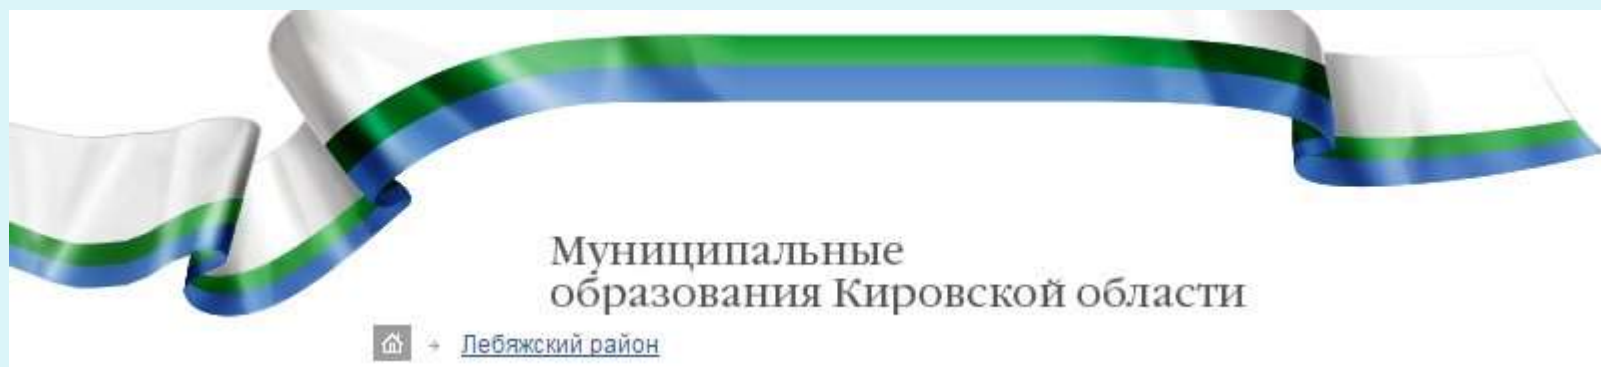 Муниципальные
образования Кировской области
Лебяжский район